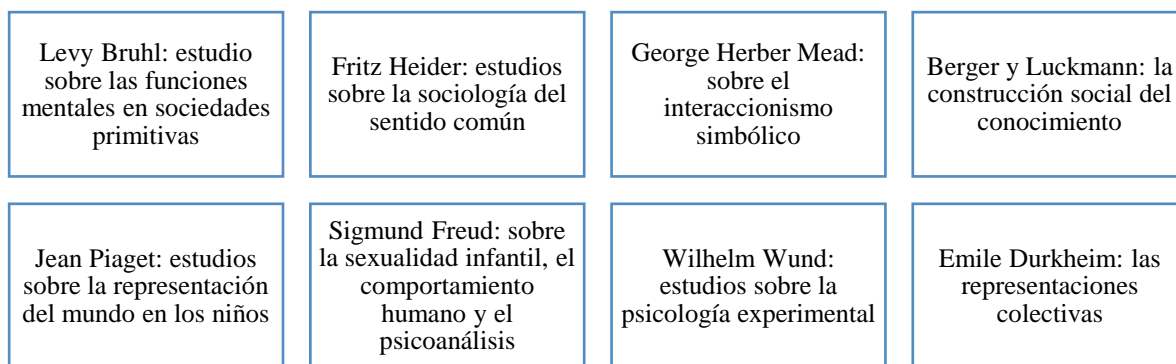 Levy Bruhl: estudio
sobre las funciones
mentales en sociedades
primitivas
Fritz Heider: estudios
sobre la sociología del
sentido común
George Herber Mead:
sobre el
interaccionismo
simbólico
Berger y Luckmann: la
construcción social del
conocimiento
Jean Piaget: estudios
sobre la representación
del mundo en los niños
Sigmund Freud: sobre
la sexualidad infantil, el
comportamiento
humano y el
psicoanálisis
Wilhelm Wund:
estudios sobre la
psicología experimental
Emile Durkheim: las
representaciones
colectivas